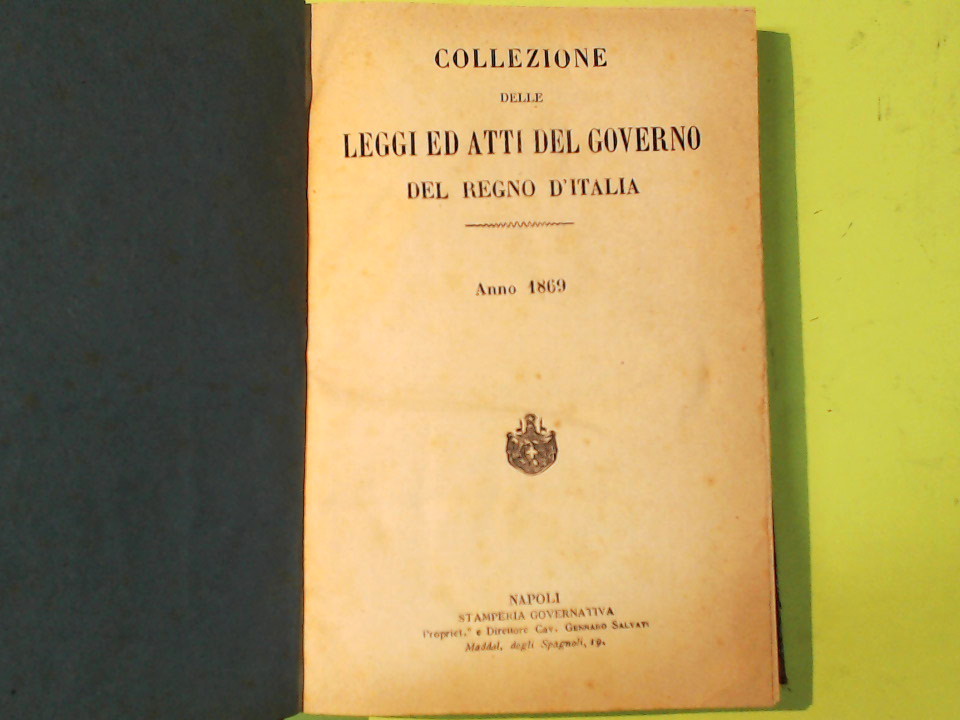 COLLEZIONE
DELLE
LEGGI ED ATTI DEL GOVERNO
DEL REGNO D'ITALIA
Anno 1869
NAPOLI
STAMPERIA GOVERNATIVA
Propriet.° e Direttore Cav. GENNARO SALVATI
Maddal. degli Spagnoli, 19.